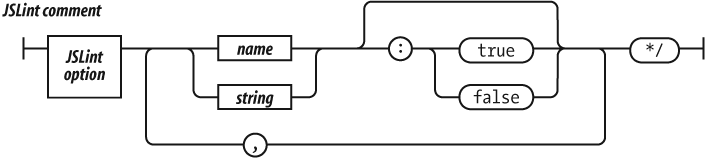 JSLint comment
JSLint
option
name
:
true
*/
string
false
,